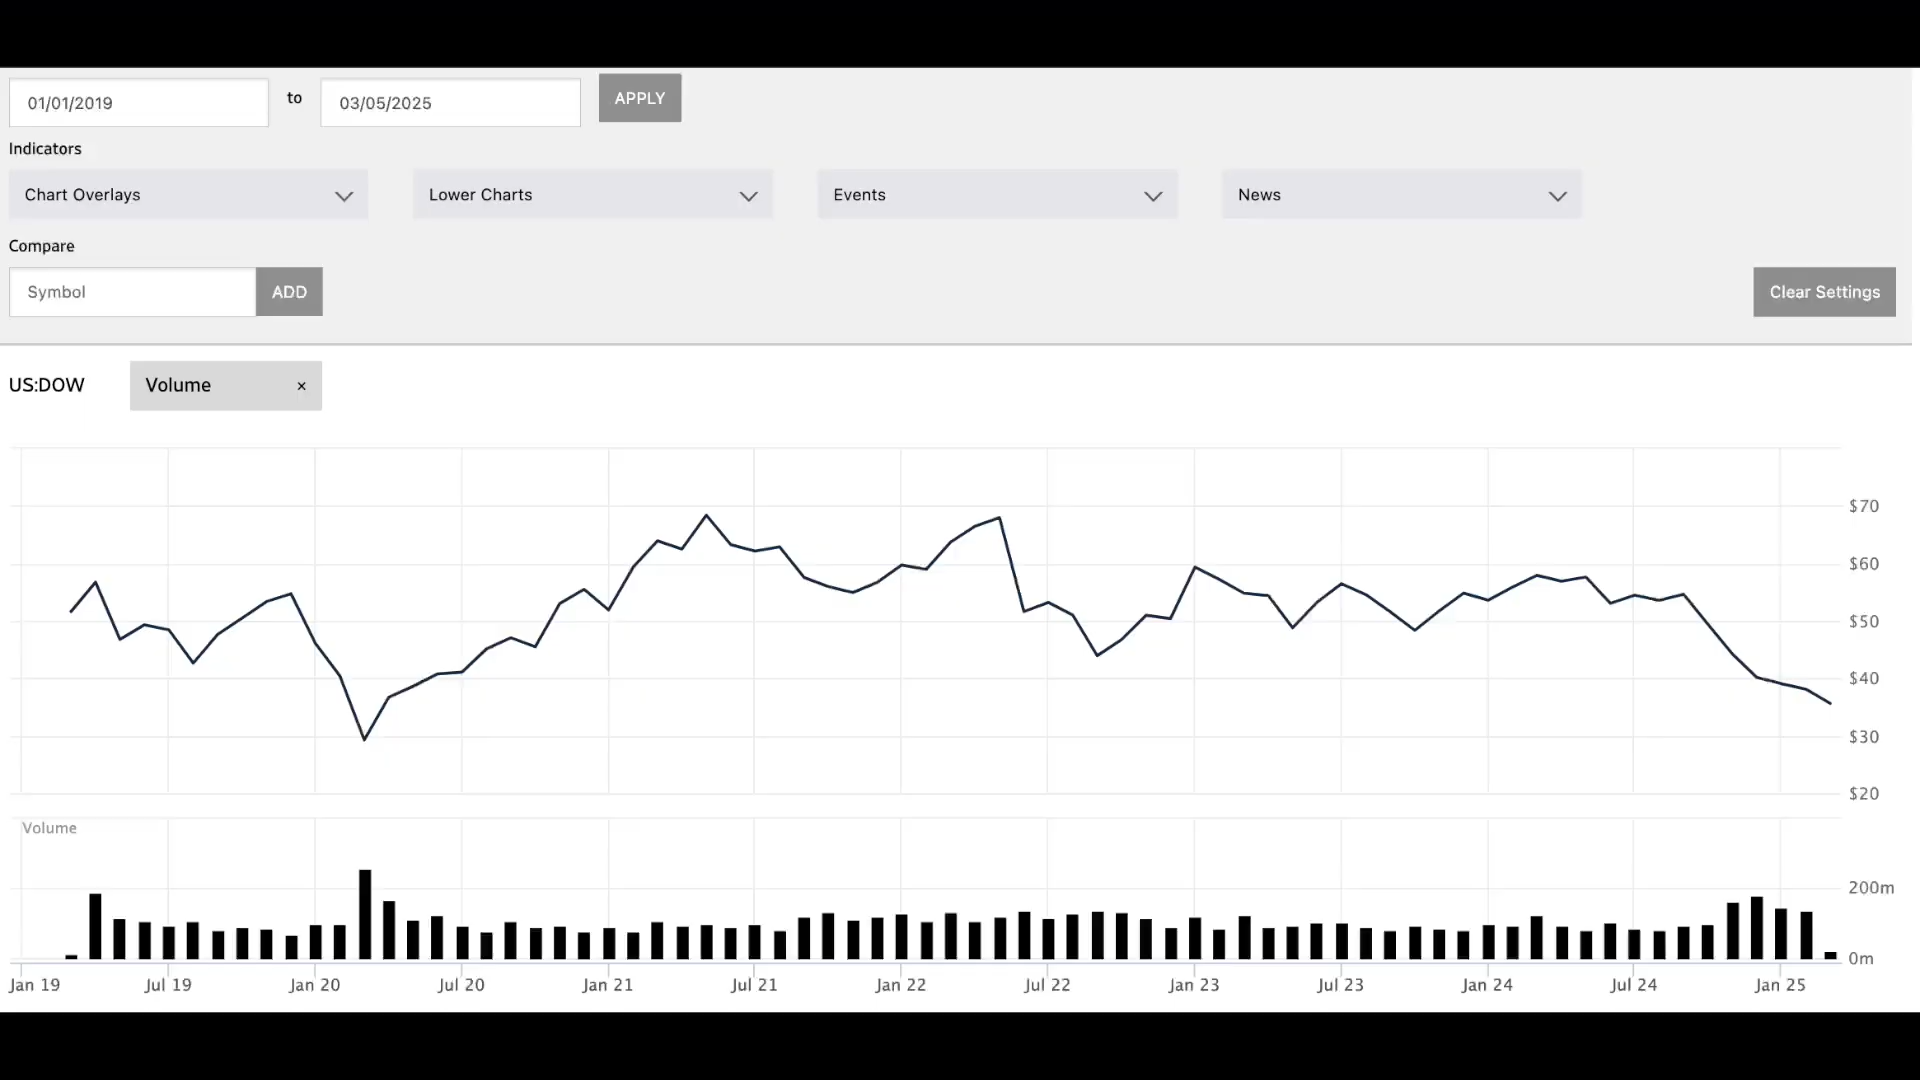 01/01/2019 to 03/05/2025 APPLY
Indicators
Chart Overlays Lower Charts Events News
Compare
Symbol ADD Clear Settings
US:DOW Volume ×
$70
$60
$50
$40
$30
$20
Volume
200m
0m
Jan 19 Jul 19 Jan 20 Jul 20 Jan 21 Jul 21 Jan 22 Jul 22 Jan 23 Jul 23 Jan 24 Jul 24 Jan 25